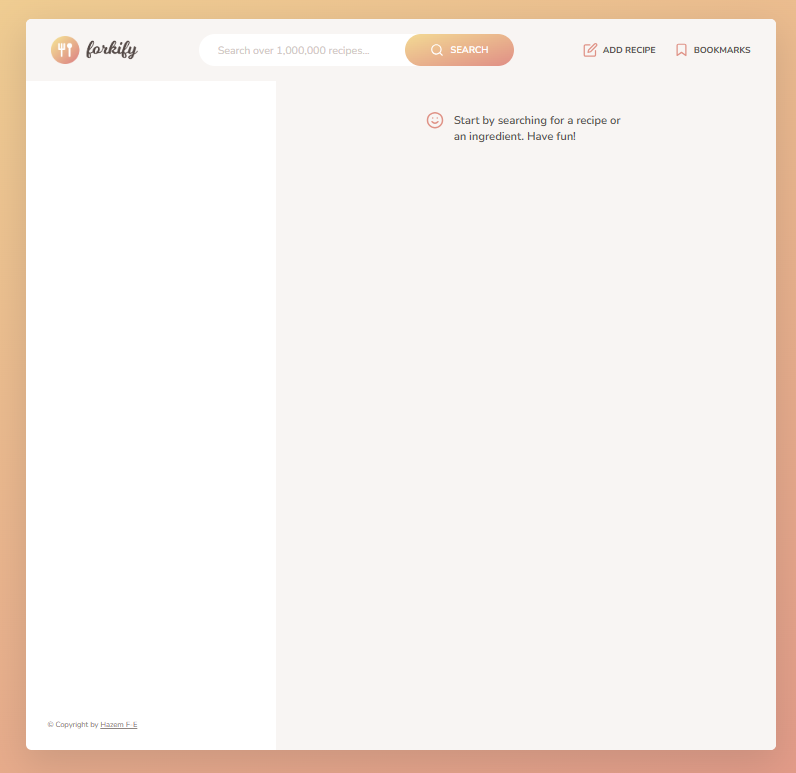 forkify
Search over 1,000,000 recipes...
SEARCH
ADD RECIPE
BOOKMARKS
Start by searching for a recipe or
an ingredient. Have fun!
© Copyright by Hazem F-E